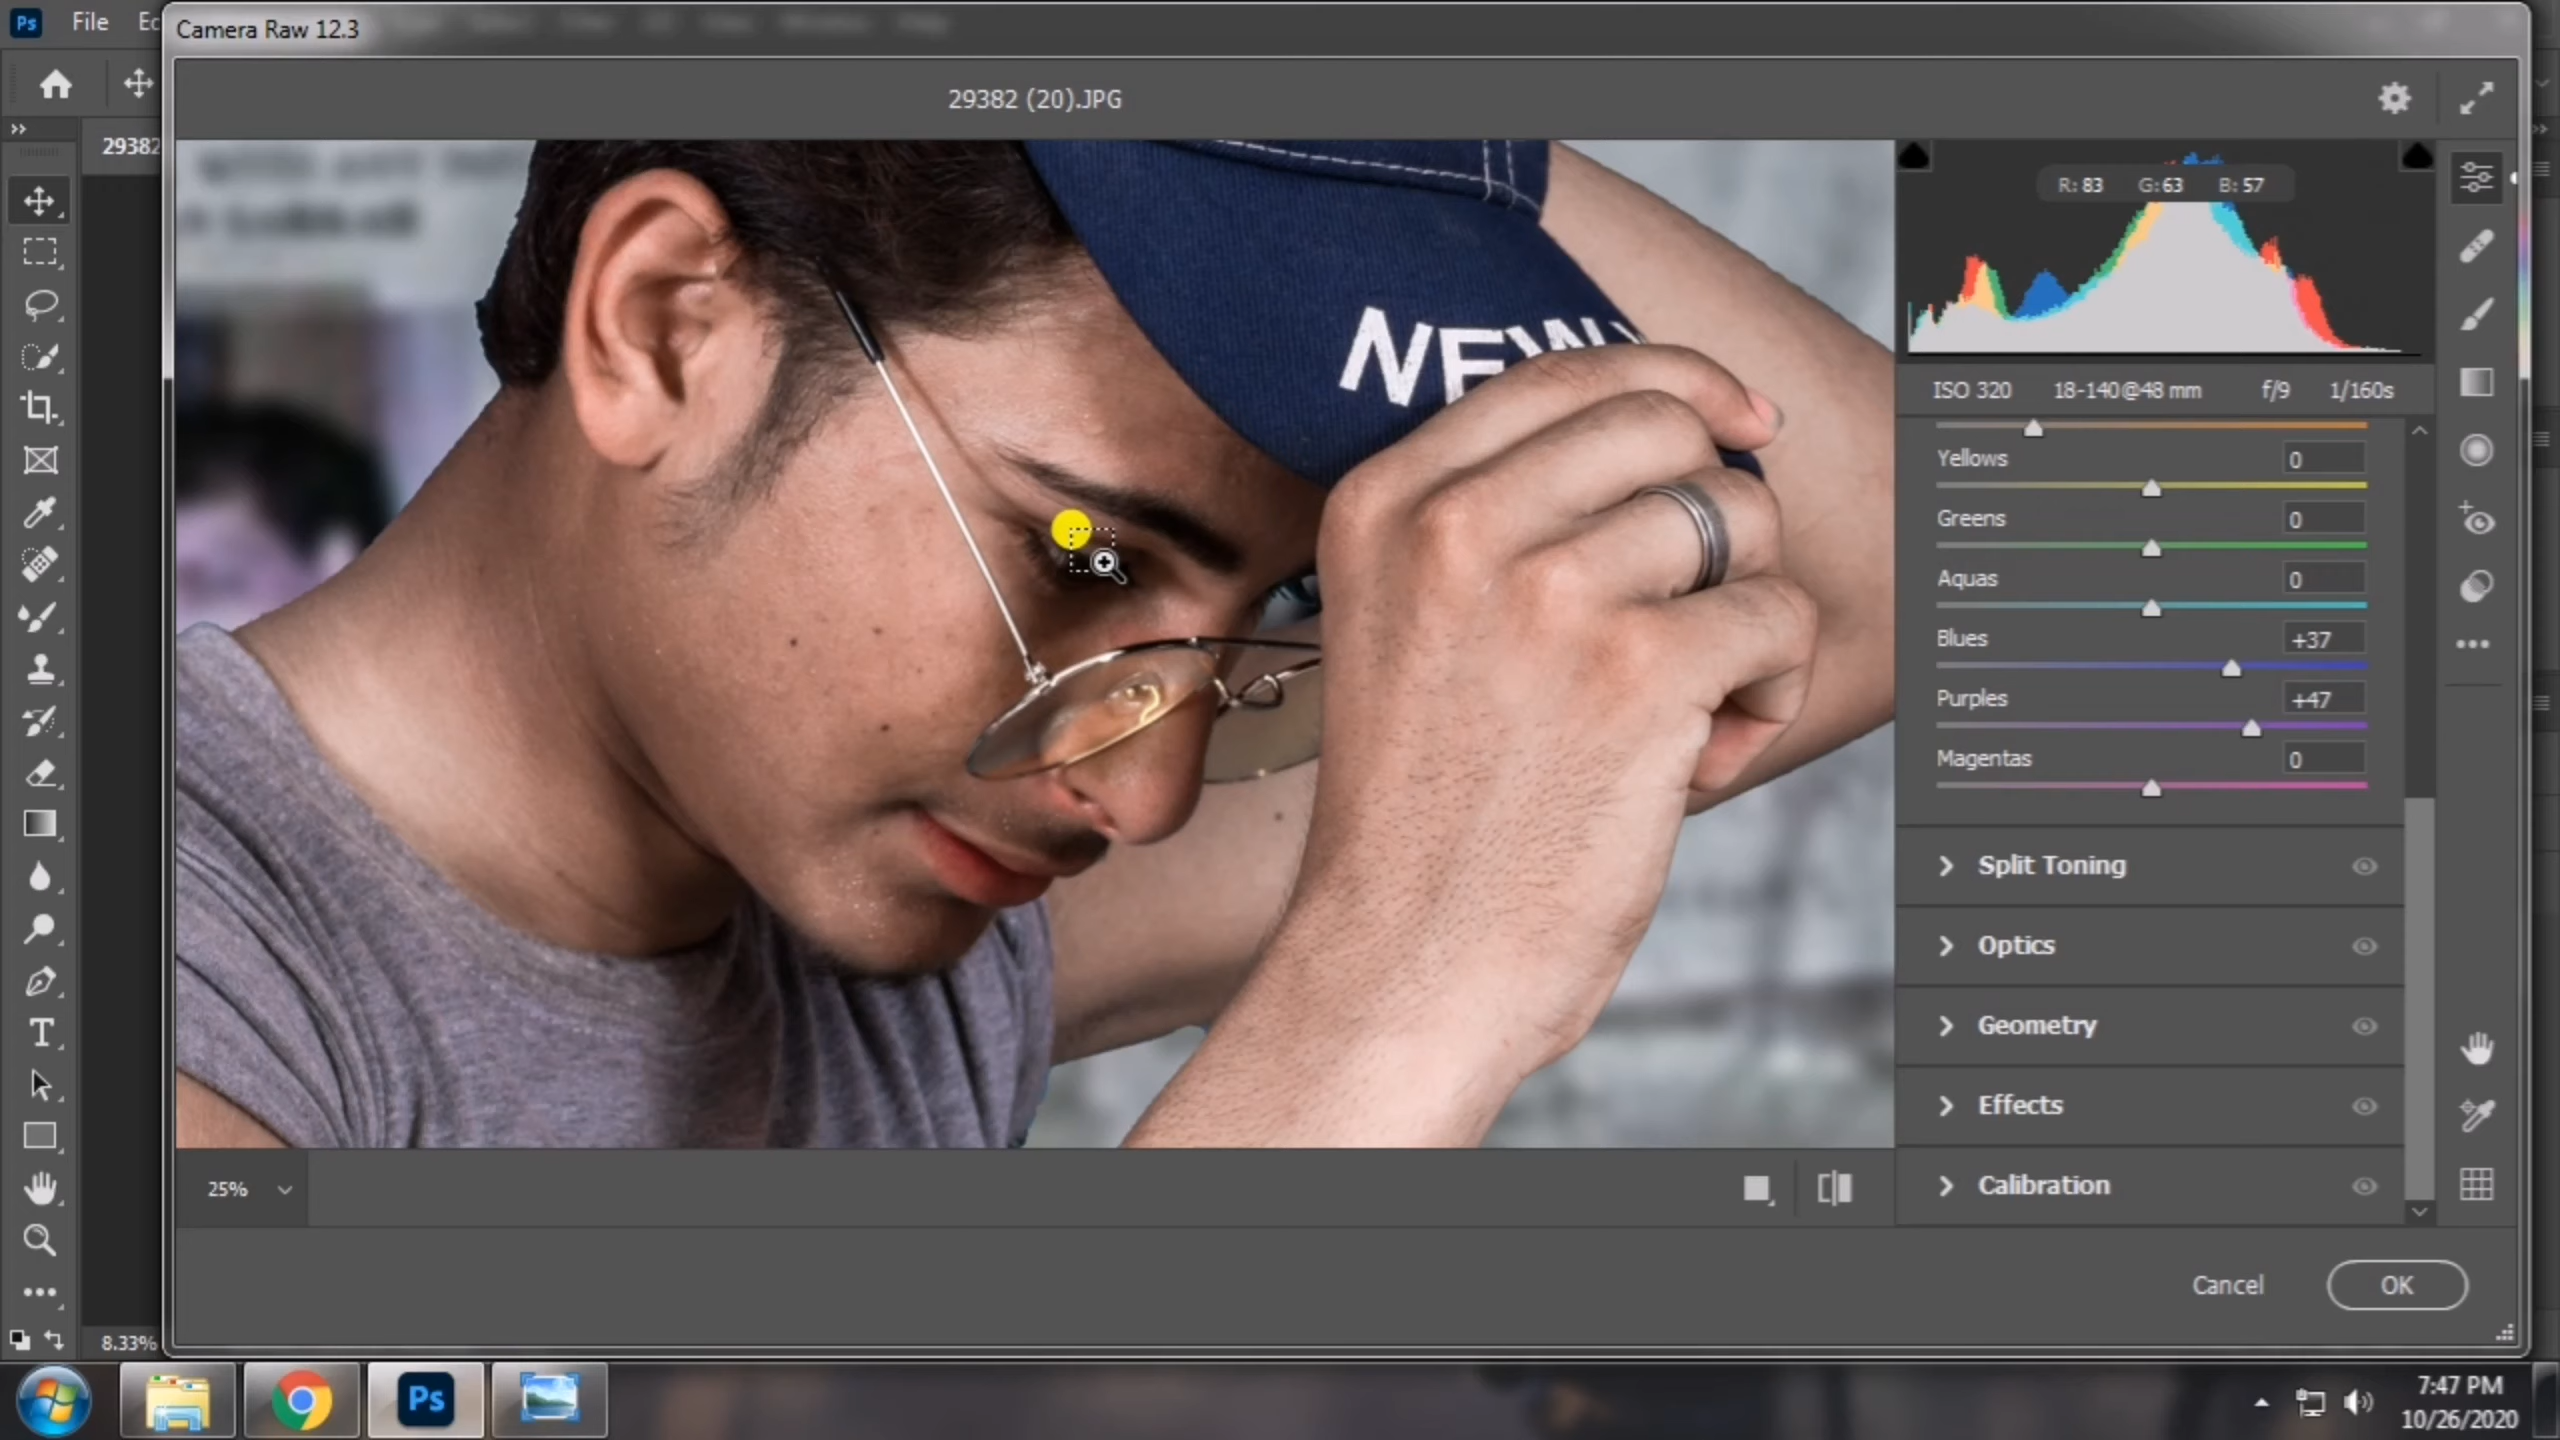 Ps File
Camera Raw 12.3
29382 (20).JPG
29382
R: 83 G: 63 B: 57
ISO 320 18-140@48 mm f/9 1/160s
NEW
Yellows 0
Greens 0
Aquas 0
Blues +37
Purples +47
Magentas 0
Split Toning
Optics
Geometry
Effects
Calibration
25%
Cancel OK
8.33%
Ps
7:47 PM
10/26/2020